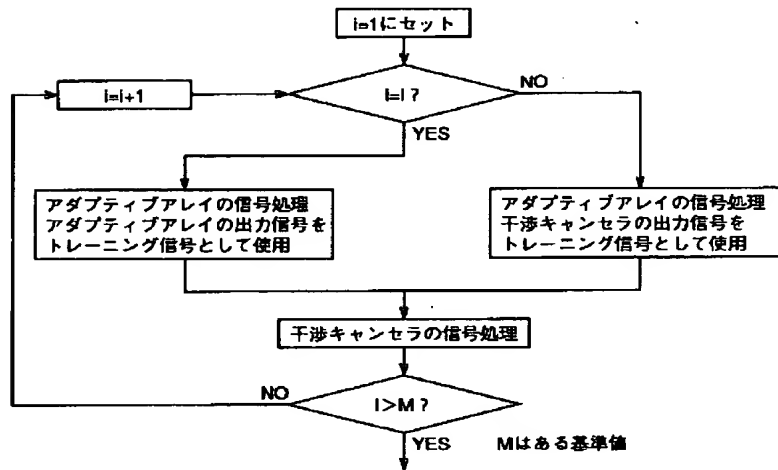 i=1にセット
i=i+1
i=i ?
NO
YES
アダプティブアレイの信号処理
アダプティブアレイの出力信号を
トレーニング信号として使用
アダプティブアレイの信号処理
干渉キャンセラの出力信号を
トレーニング信号として使用
干渉キャンセラの信号処理
NO
i>M ?
YES
Mはある基準値